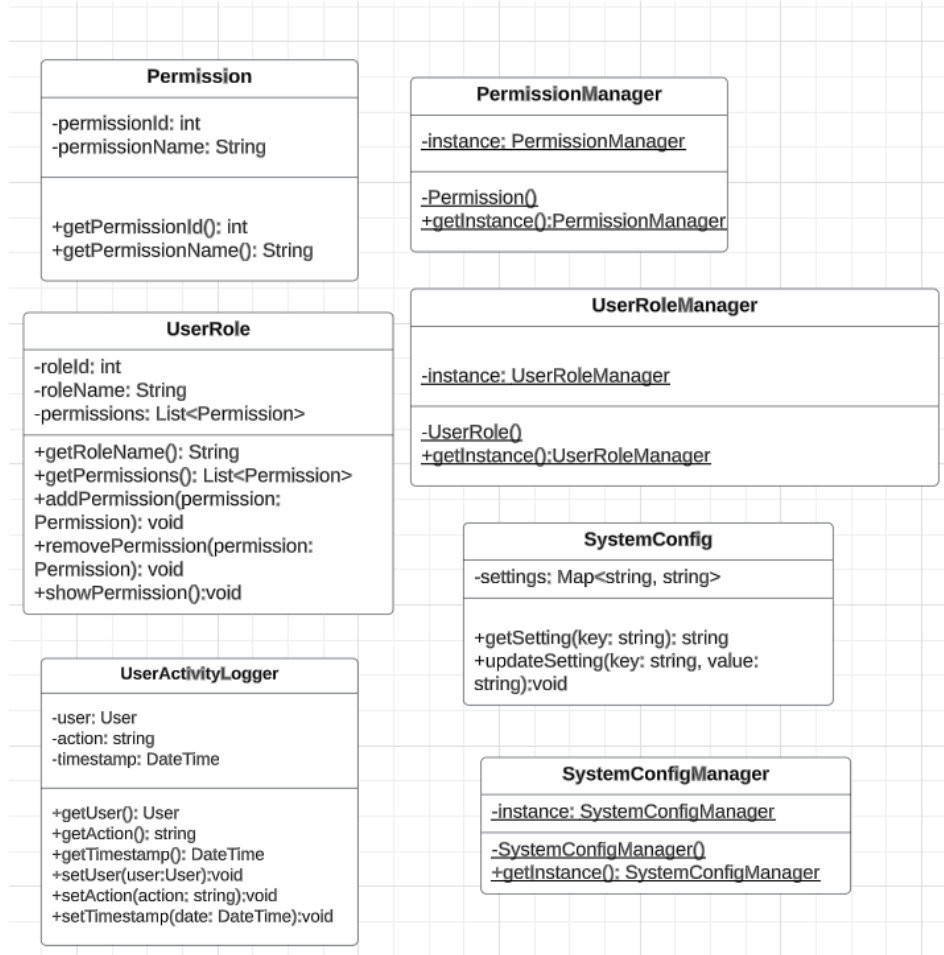 Permission
-permissionId: int
-permissionName: String
+getPermissionId(): int
+getPermissionName(): String
PermissionManager
-instance: PermissionManager
-Permission()
+getInstance():PermissionManager
UserRole
-roleId: int
-roleName: String
-permissions: List<Permission>
+getRoleName(): String
+getPermissions(): List<Permission>
+addPermission(permission:
Permission): void
+removePermission(permission:
Permission): void
+showPermission():void
UserRoleManager
-instance: UserRoleManager
-UserRole()
+getInstance():UserRoleManager
SystemConfig
-settings: Map<string, string>
+getSetting(key: string): string
+updateSetting(key: string, value:
string):void
UserActivityLogger
-user: User
-action: string
-timestamp: DateTime
+getUser(): User
+getAction(): string
+getTimestamp(): DateTime
+setUser(user:User):void
+setAction(action: string):void
+setTimestamp(date: DateTime):void
SystemConfigManager
-instance: SystemConfigManager
-SystemConfigManager()
+getInstance(): SystemConfigManager